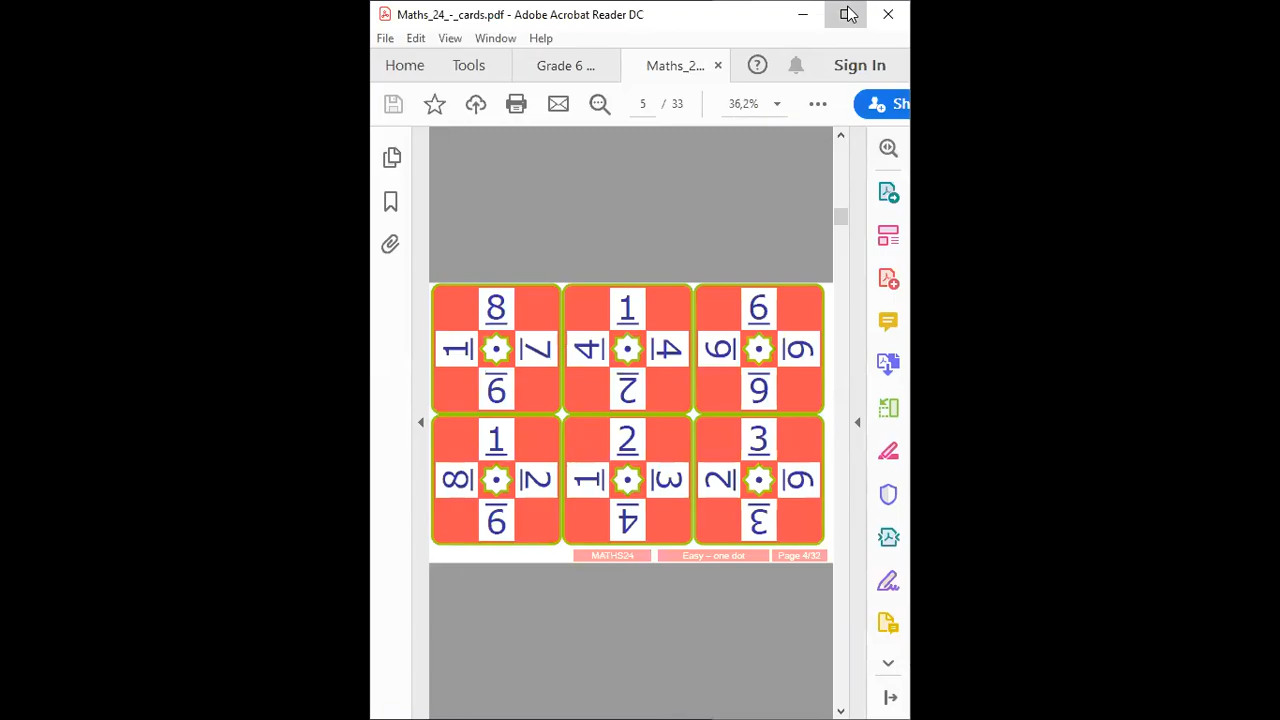 Maths_24_-_cards.pdf - Adobe Acrobat Reader DC
File Edit View Window Help
Home Tools Grade 6 ... Maths_2... Sign In
5 / 33 36,2% Sh
8 1 6
1 7 4 4 6 6
9 2 6
1 2 3
8 2 1 3 2 6
9 4 3
MATHS24 Easy – one dot Page 4/32